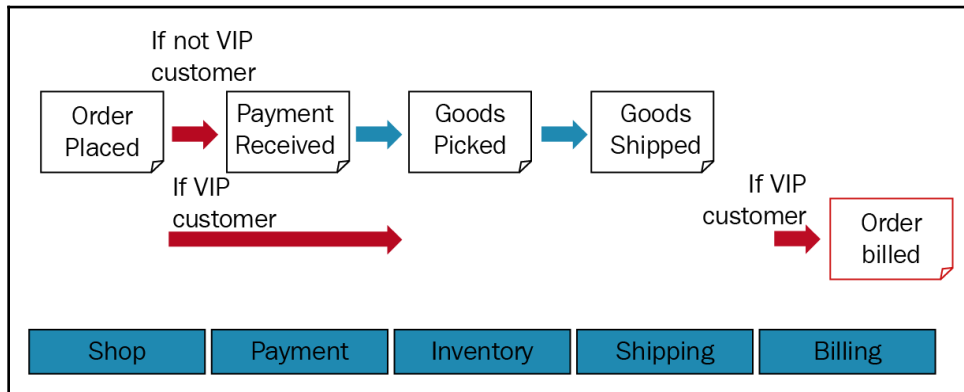 If not VIP
customer
Order
Placed
Payment
Received
Goods
Picked
Goods
Shipped
If VIP
customer
If VIP
customer
Order
billed
Shop
Payment
Inventory
Shipping
Billing